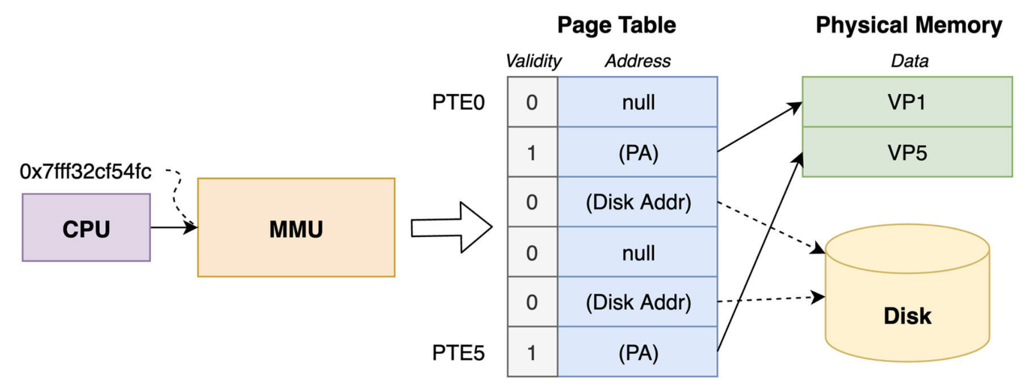 Page Table
Physical Memory
Validity Address
Data
PTE0 0 null
VP1
1 (PA)
VP5
0x7fff32cf54fc
0 (Disk Addr)
CPU
MMU
0 null
0 (Disk Addr)
Disk
PTE5 1 (PA)